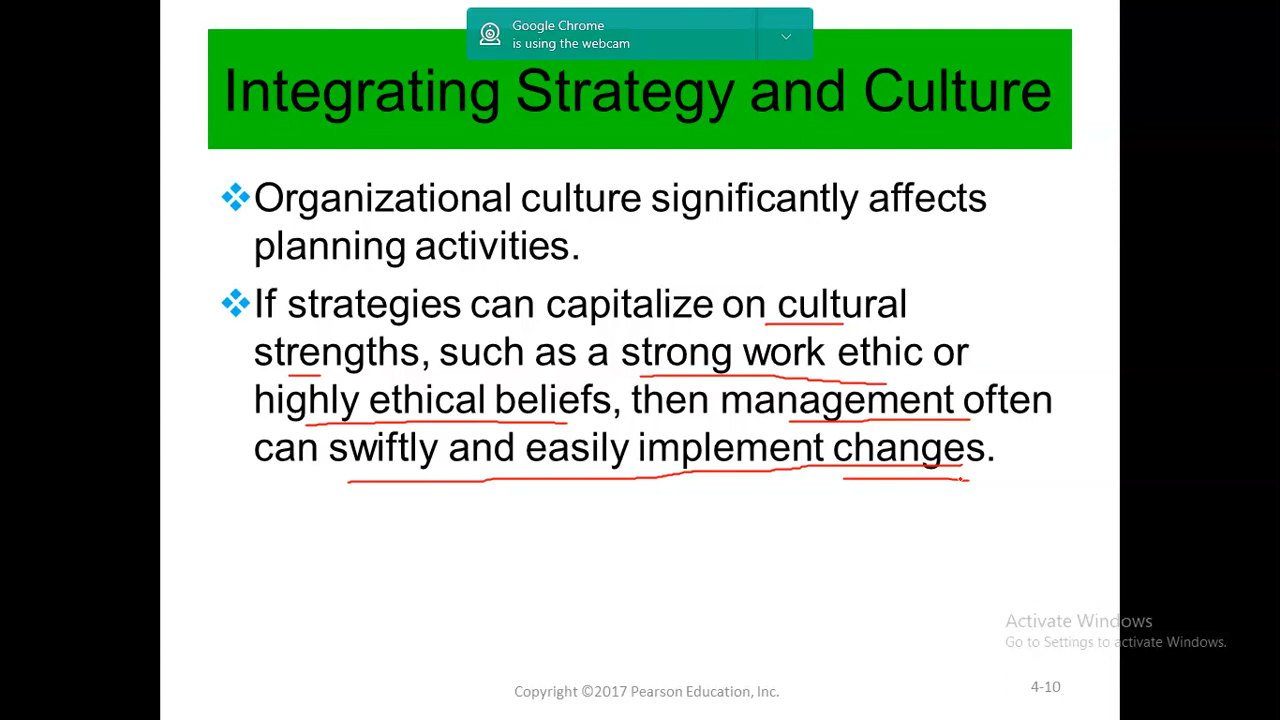 Google Chrome
is using the webcam
Integrating Strategy and Culture
Organizational culture significantly affects
planning activities.
If strategies can capitalize on cultural
strengths, such as a strong work ethic or
highly ethical beliefs, then management often
can swiftly and easily implement changes.
Activate Windows
Go to Settings to activate Windows.
Copyright ©2017 Pearson Education, Inc.
4-10